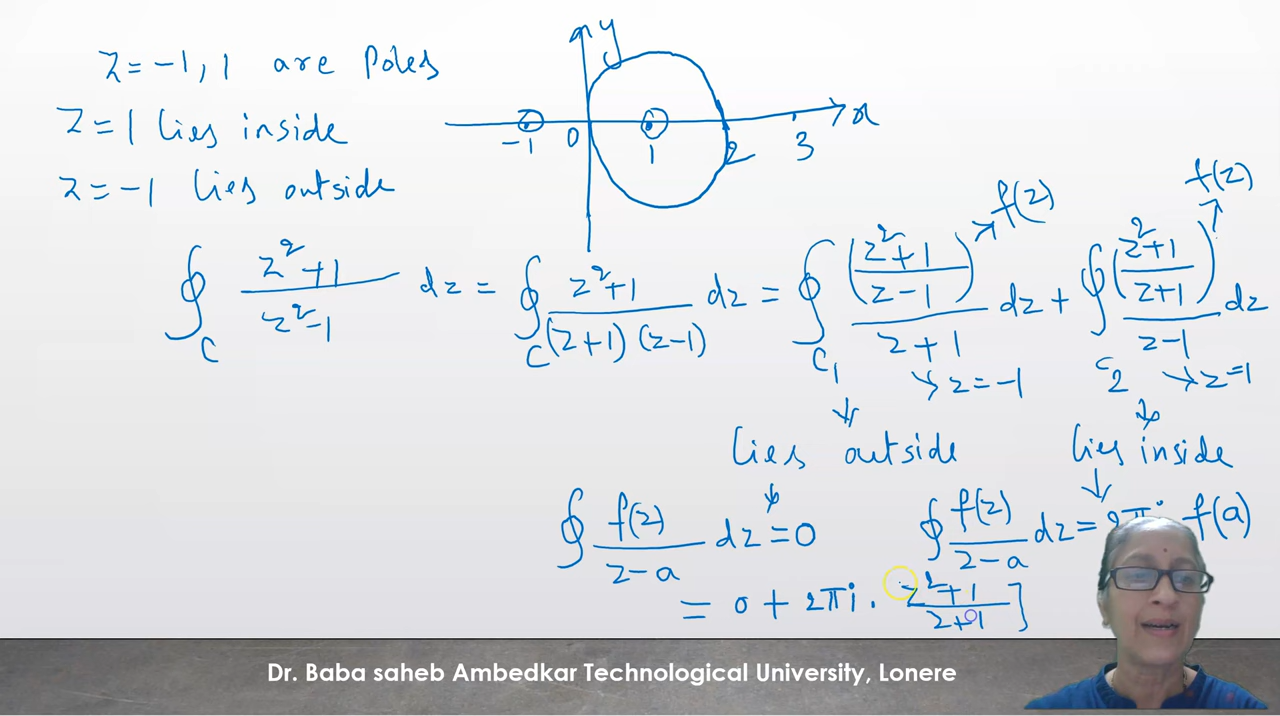 z = -1, 1 are Poles
z = 1 lies inside
z = -1 lies outside
y
x
-1 0 1 2 3
∮_C (z²+1)/(z²-1) dz = ∮_C (z²+1)/((z+1)(z-1)) dz = ∮_C₁ ((z²+1)/(z-1))/(z+1) dz + ∮_C₂ ((z²+1)/(z+1))/(z-1) dz
→ f(z) ↑ f(z)
→ z = -1 → z = 1
↓ ↓
lies outside lies inside
↓ ↓
∮ f(z)/(z-a) dz = 0 ∮ f(z)/(z-a) dz = 2πi f(a)
= 0 + 2πi · (z²+1)/(z+1) ]
Dr. Baba saheb Ambedkar Technological University, Lonere